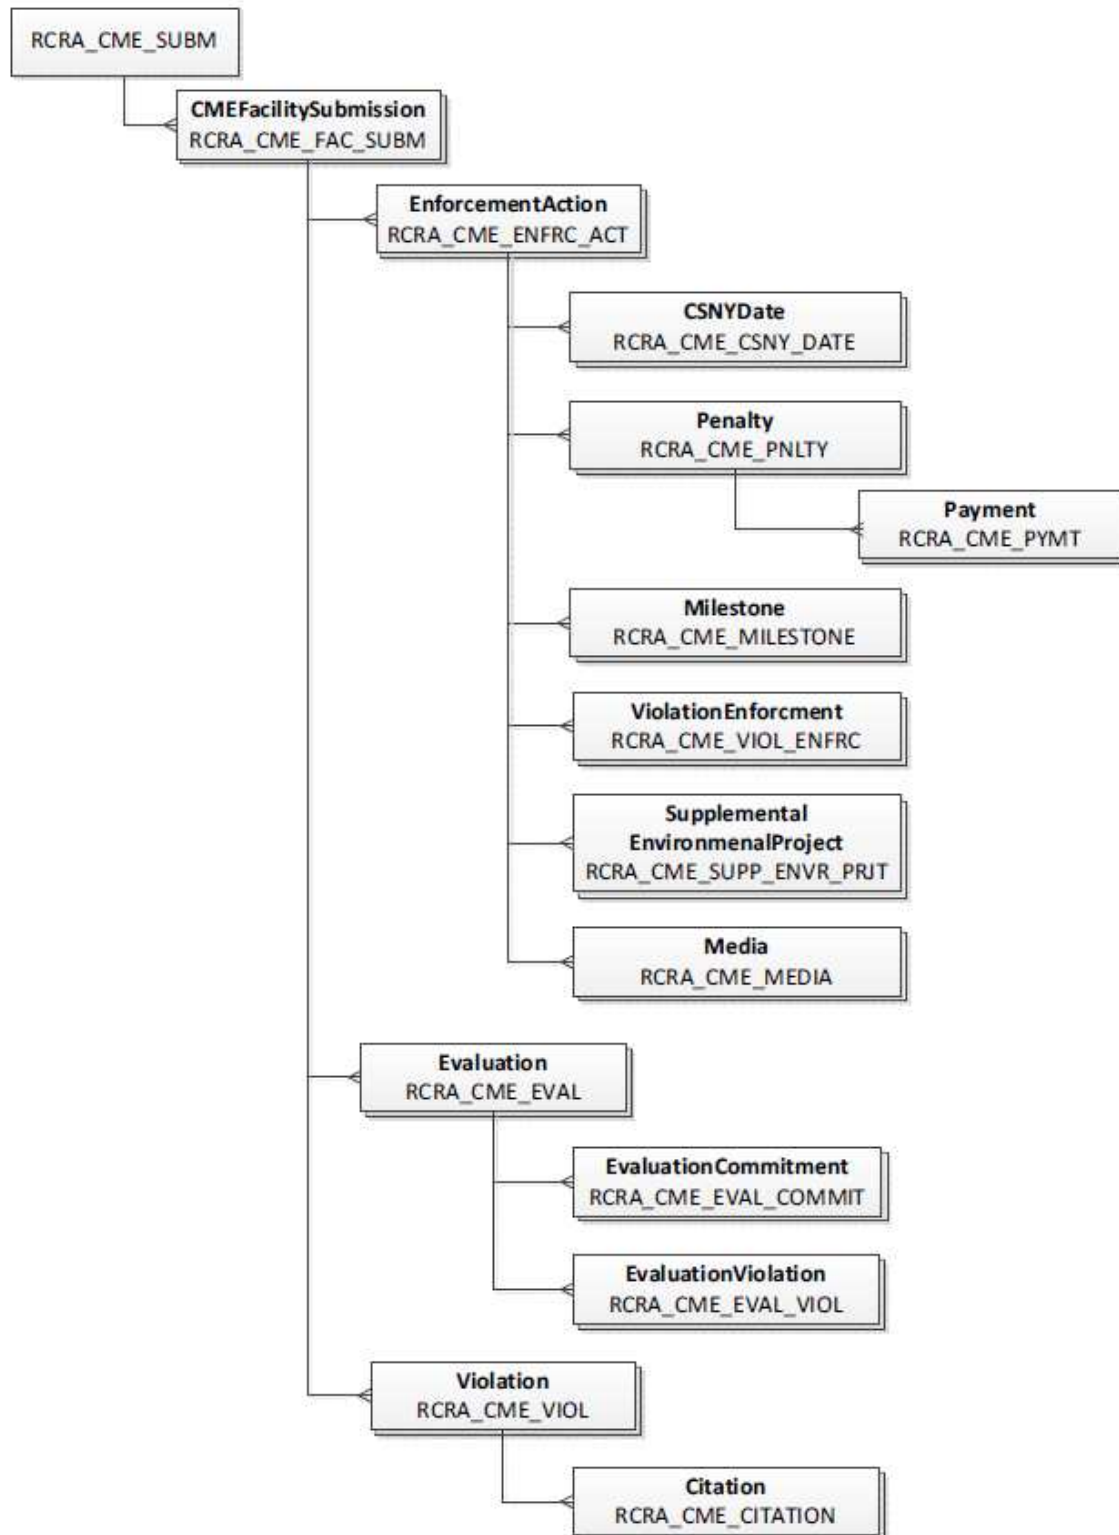 RCRA_CME_SUBM
CMEFacilitySubmission
RCRA_CME_FAC_SUBM
EnforcementAction
RCRA_CME_ENFRC_ACT
CSNYDate
RCRA_CME_CSNY_DATE
Penalty
RCRA_CME_PNLTY
Payment
RCRA_CME_PYMT
Milestone
RCRA_CME_MILESTONE
ViolationEnforcment
RCRA_CME_VIOL_ENFRC
Supplemental
EnvironmenalProject
RCRA_CME_SUPP_ENVR_PRJT
Media
RCRA_CME_MEDIA
Evaluation
RCRA_CME_EVAL
EvaluationCommitment
RCRA_CME_EVAL_COMMIT
EvaluationViolation
RCRA_CME_EVAL_VIOL
Violation
RCRA_CME_VIOL
Citation
RCRA_CME_CITATION